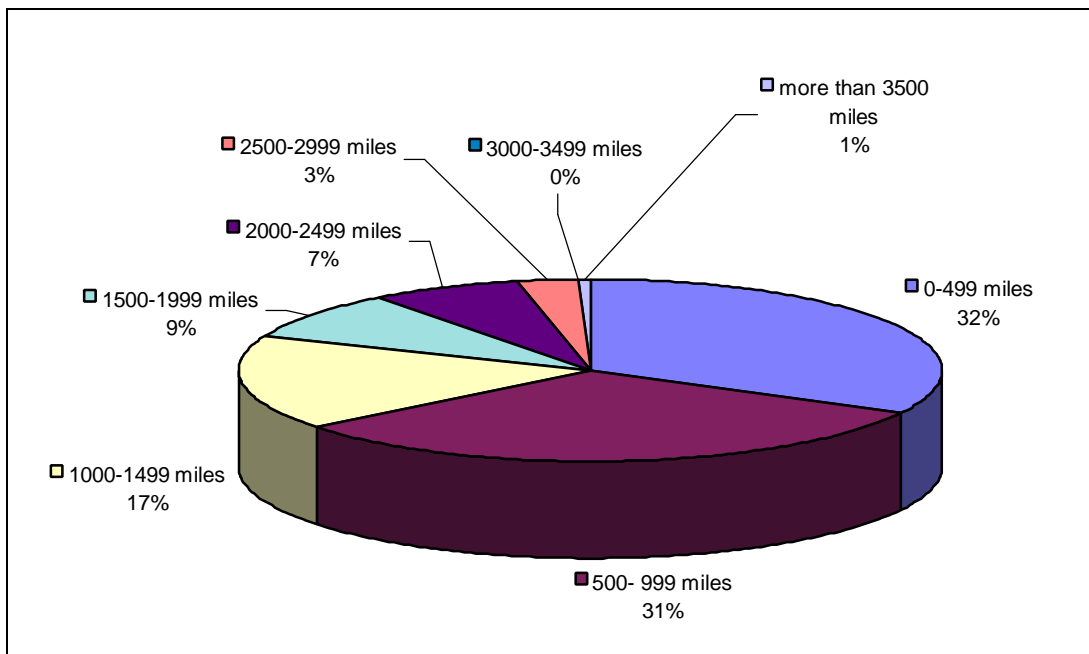 more than 3500
miles
1%
2500-2999 miles
3%
3000-3499 miles
0%
2000-2499 miles
7%
1500-1999 miles
9%
0-499 miles
32%
1000-1499 miles
17%
500- 999 miles
31%